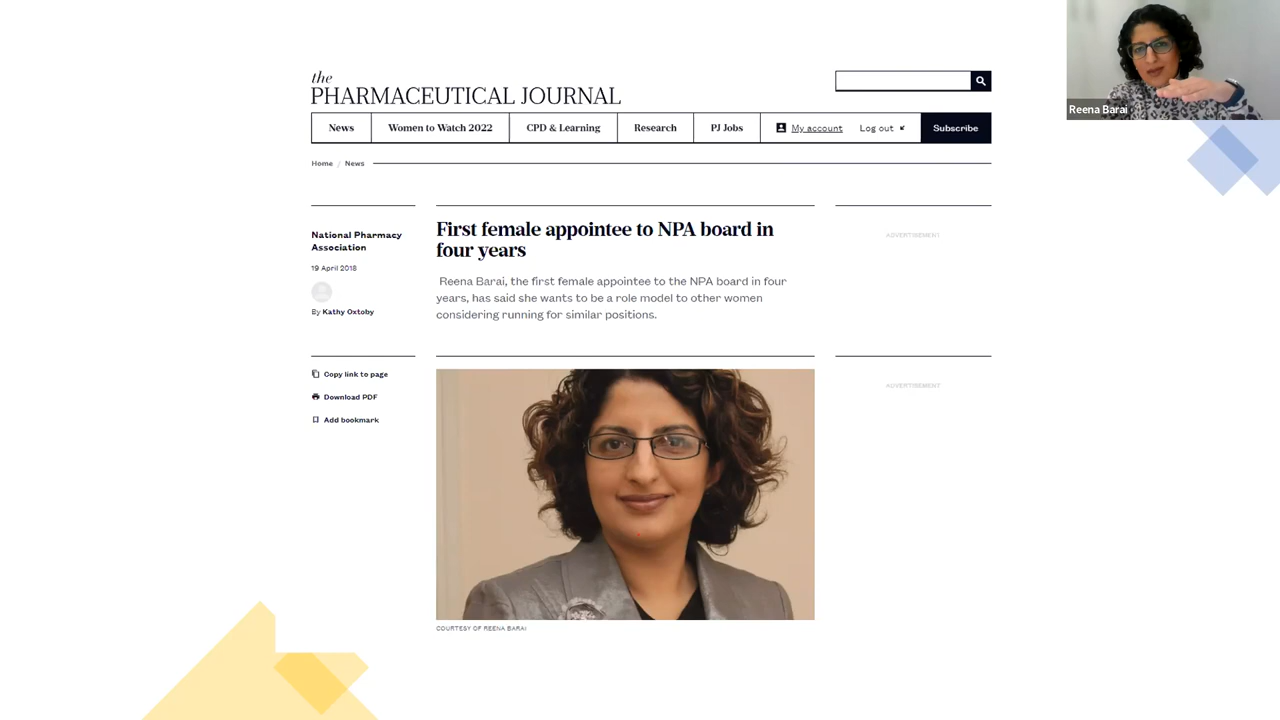 the
PHARMACEUTICAL JOURNAL
Reena Barai
News
Women to Watch 2022
CPD & Learning
Research
PJ Jobs
My account
Log out
Subscribe
Home / News
National Pharmacy
Association
19 April 2018
By Kathy Oxtoby
First female appointee to NPA board in
four years
Reena Barai, the first female appointee to the NPA board in four
years, has said she wants to be a role model to other women
considering running for similar positions.
ADVERTISEMENT
Copy link to page
Download PDF
Add bookmark
ADVERTISEMENT
COURTESY OF REENA BARAI